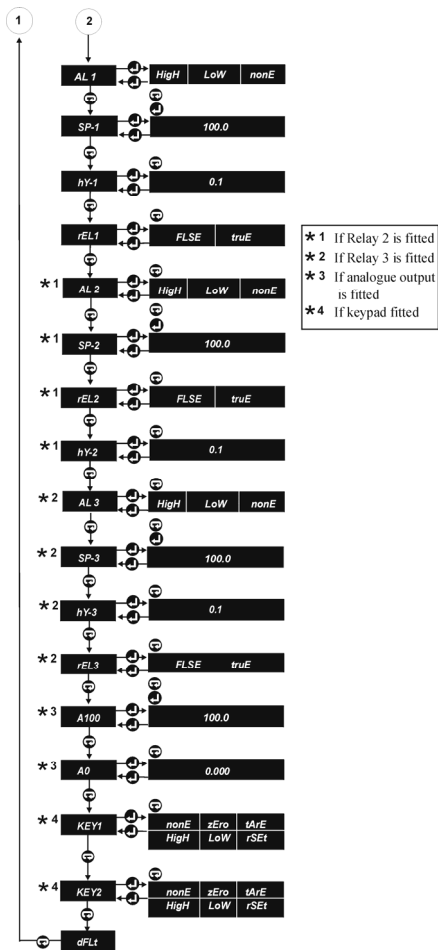 1 2
AL 1 HigH LoW nonE
SP-1 100.0
hY-1 0.1
rEL1 FLSE truE
*1 AL 2 HigH LoW nonE
*1 SP-2 100.0
*1 rEL2 FLSE truE
*1 hY-2 0.1
*2 AL 3 HigH LoW nonE
*2 SP-3 100.0
*2 hY-3 0.1
*2 rEL3 FLSE truE
*3 A100 100.0
*3 A0 0.000
*4 KEY1 nonE zEro tArE
HigH LoW rSEt
*4 KEY2 nonE zEro tArE
HigH LoW rSEt
dFLt
*1 If Relay 2 is fitted
*2 If Relay 3 is fitted
*3 If analogue output
is fitted
*4 If keypad fitted